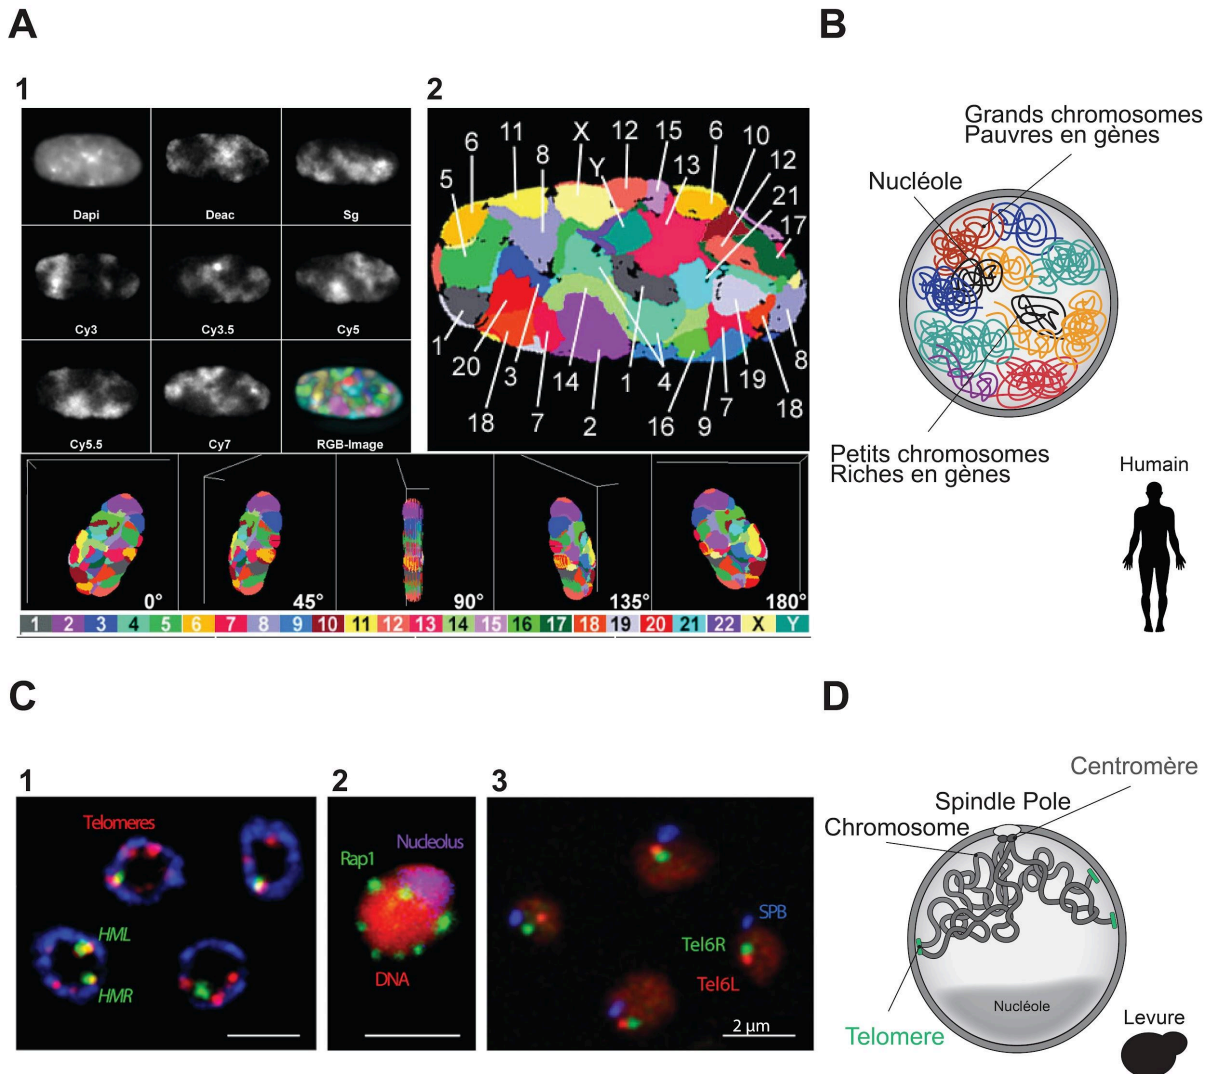 A
1
Dapi
Deac
Sg
Cy3
Cy3.5
Cy5
Cy5.5
Cy7
RGB-Image
2
5
6
11
8
X
Y
12
15
13
6
10
12
21
17
1
20
18
3
7
14
2
1
4
16
9
7
19
18
8
0°
45°
90°
135°
180°
1 2 3 4 5 6 7 8 9 10 11 12 13 14 15 16 17 18 19 20 21 22 X Y
B
Grands chromosomes
Pauvres en gènes
Nucléole
Petits chromosomes
Riches en gènes
Humain
C
1
Telomeres
HML
HMR
2
Rap1
Nucleolus
DNA
3
SPB
Tel6R
Tel6L
2 µm
D
Centromère
Spindle Pole
Chromosome
Nucléole
Telomere
Levure